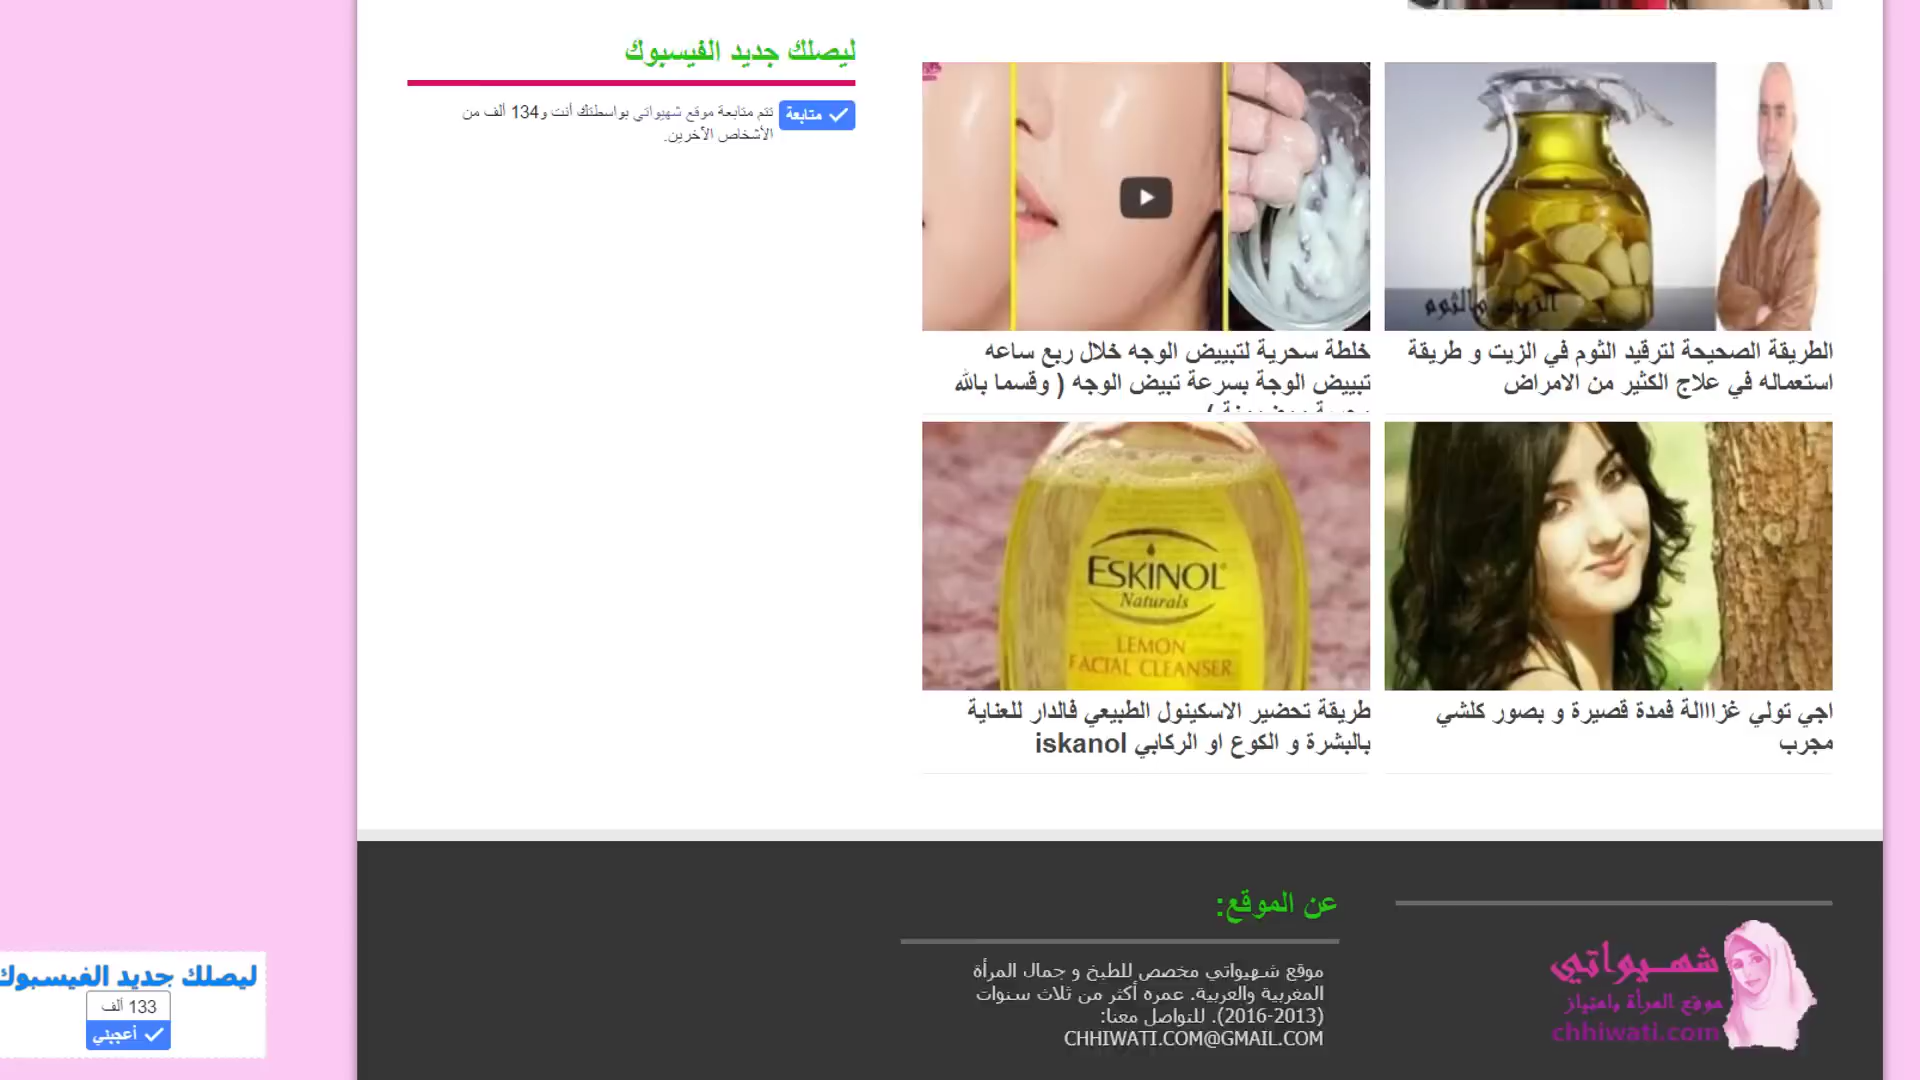 ليصلك جديد الفيسبوك
متابعة
تتم متابعة موقع شهيواتي بواسطتك أنت و134 ألف من
الأشخاص الآخرين.
الزيت والثوم
الطريقة الصحيحة لترقيد الثوم في الزيت و طريقة
استعماله في علاج الكثير من الامراض
خلطة سحرية لتبييض الوجه خلال ربع ساعه
تبييض الوجة بسرعة تبيض الوجه ( وقسما بالله
ESKINOL
Naturals
LEMON
FACIAL CLEANSER
اجي تولي غزااالة فمدة قصيرة و بصور كلشي
مجرب
طريقة تحضير الاسكينول الطبيعي فالدار للعناية
بالبشرة و الكوع او الركابي iskanol
شهيواتي
موقع المرأة بامتياز
chhiwati.com
عن الموقع:
موقع شهيواتي مخصص للطبخ و جمال المرأة
المغربية والعربية. عمره أكثر من ثلاث سنوات
(2013-2016). للتواصل معنا:
CHHIWATI.COM@GMAIL.COM
ليصلك جديد الفيسبوك
133 ألف
أعجبني